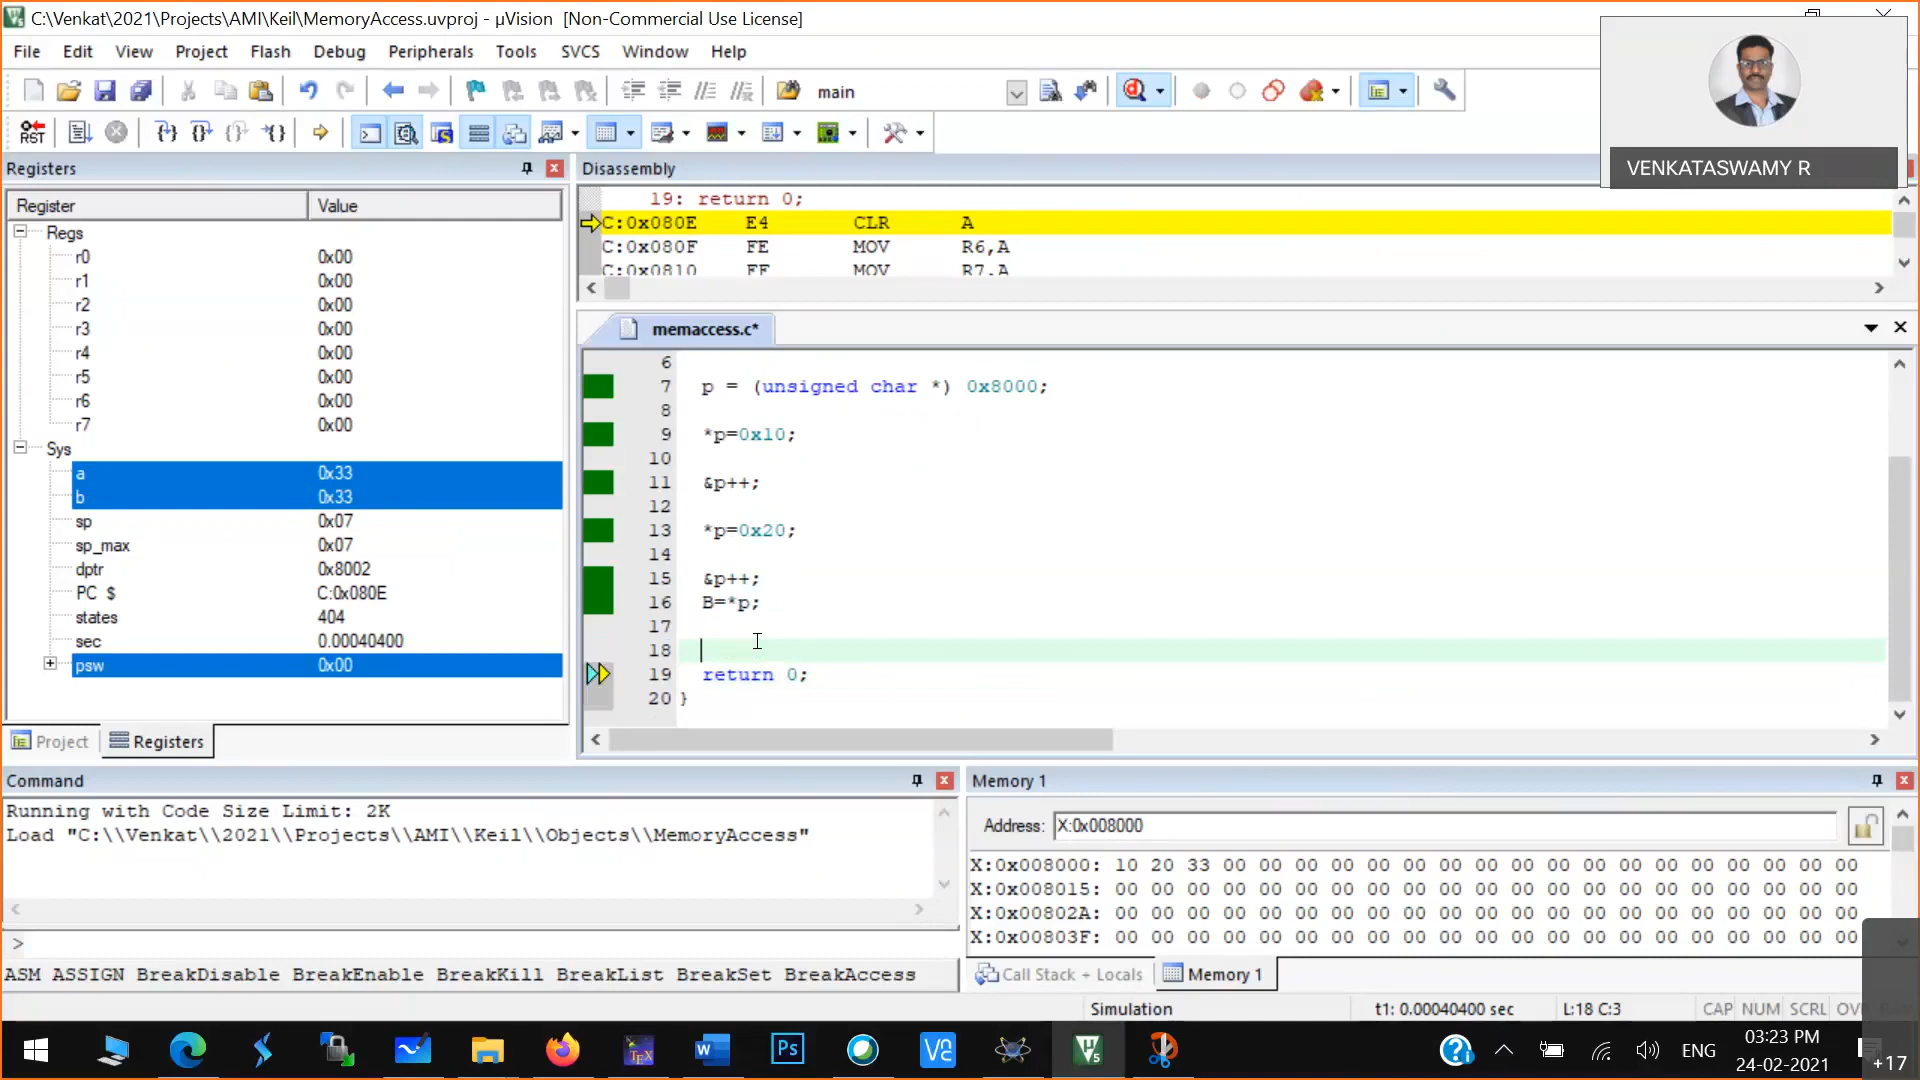 C:\Venkat\2021\Projects\AMI\Keil\MemoryAccess.uvproj - µVision [Non-Commercial Use License]
File Edit View Project Flash Debug Peripherals Tools SVCS Window Help
main
RST
VENKATASWAMY R
Registers
Register Value
Regs
r0 0x00
r1 0x00
r2 0x00
r3 0x00
r4 0x00
r5 0x00
r6 0x00
r7 0x00
Sys
a 0x33
b 0x33
sp 0x07
sp_max 0x07
dptr 0x8002
PC $ C:0x080E
states 404
sec 0.00040400
psw 0x00
Project Registers
Disassembly
19: return 0;
C:0x080E E4 CLR A
C:0x080F FE MOV R6,A
C:0x0810 FF MOV R7,A
memaccess.c*
6
7 p = (unsigned char *) 0x8000;
8
9 *p=0x10;
10
11 &p++;
12
13 *p=0x20;
14
15 &p++;
16 B=*p;
17
18
19 return 0;
20 }
Command
Running with Code Size Limit: 2K
Load "C:\\Venkat\\2021\\Projects\\AMI\\Keil\\Objects\\MemoryAccess"
>
ASM ASSIGN BreakDisable BreakEnable BreakKill BreakList BreakSet BreakAccess
Memory 1
Address: X:0x008000
X:0x008000: 10 20 33 00 00 00 00 00 00 00 00 00 00 00 00 00 00 00 00 00 00
X:0x008015: 00 00 00 00 00 00 00 00 00 00 00 00 00 00 00 00 00 00 00 00 00
X:0x00802A: 00 00 00 00 00 00 00 00 00 00 00 00 00 00 00 00 00 00 00 00 00
X:0x00803F: 00 00 00 00 00 00 00 00 00 00 00 00 00 00 00 00 00 00 00 00 00
Call Stack + Locals Memory 1
Simulation t1: 0.00040400 sec L:18 C:3 CAP NUM SCRL OV
TEX
W
Ps
VE
ENG
03:23 PM
24-02-2021
+17